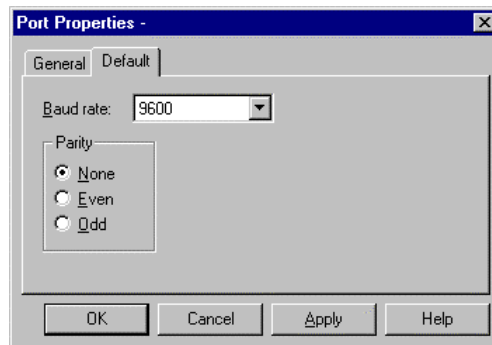 Port Properties -
General Default
Baud rate: 9600
Parity
None
Even
Odd
OK Cancel Apply Help